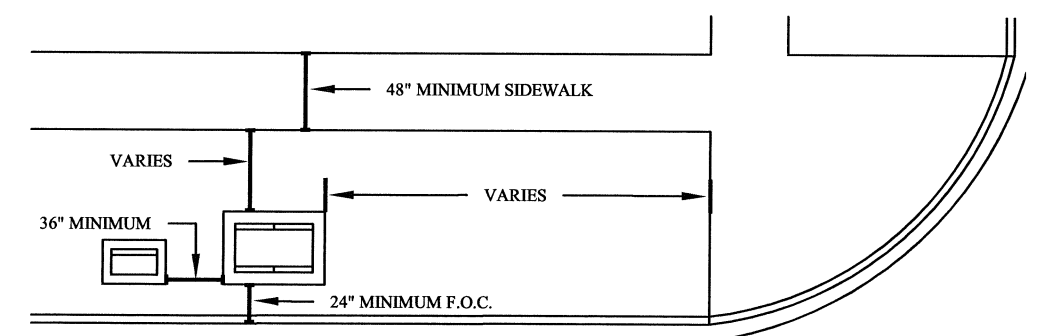 48" MINIMUM SIDEWALK
VARIES
VARIES
36" MINIMUM
24" MINIMUM F.O.C.